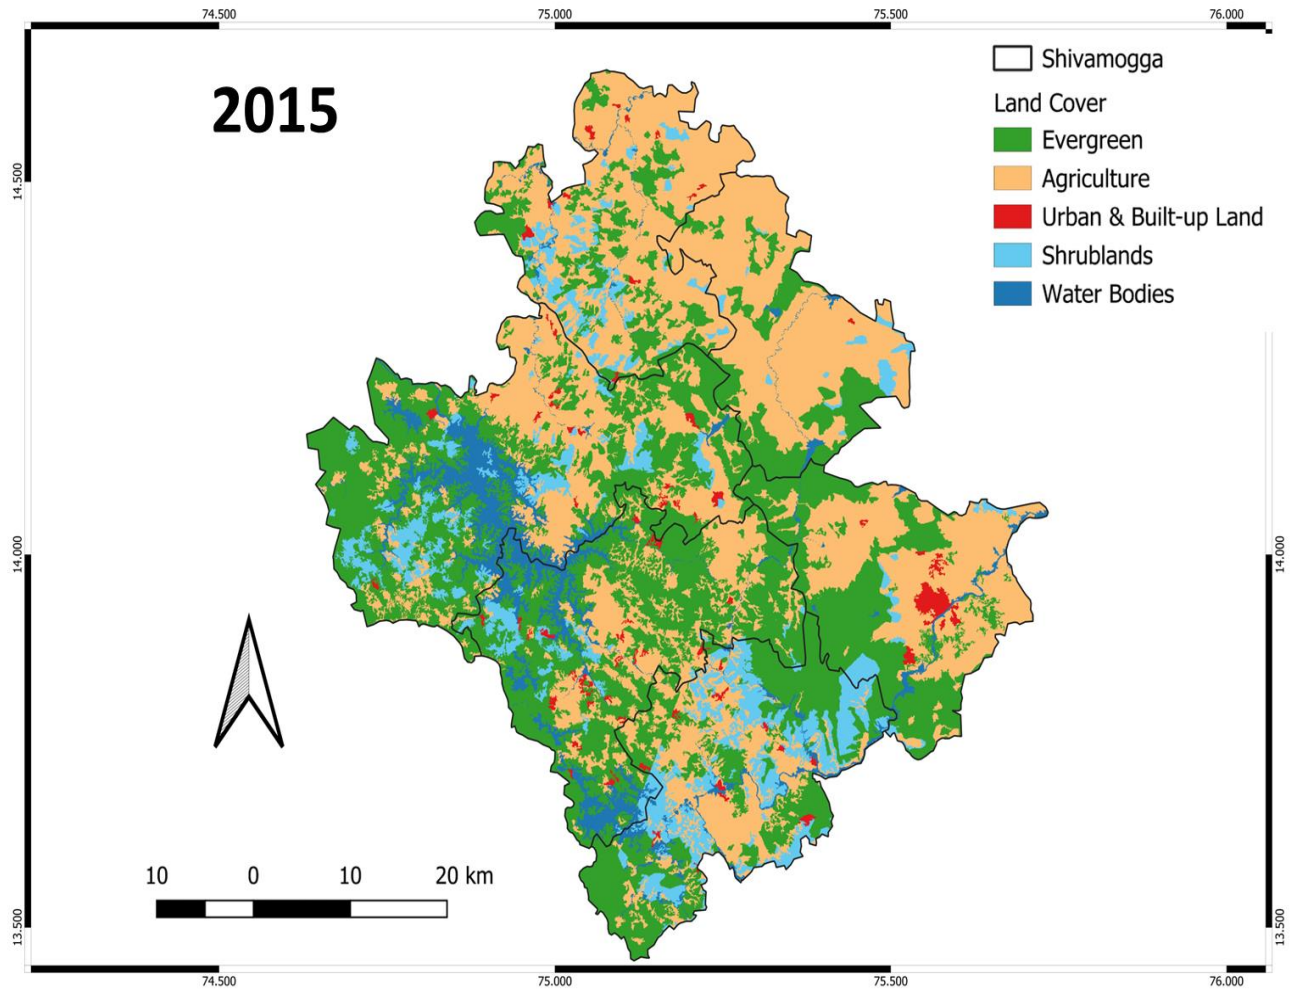 74.500 75.000 75.500 76.000
Shivamogga
2015
Land Cover
Evergreen
14.500
Agriculture
Urban & Built-up Land
Shrublands
Water Bodies
14.000 14.000
10 0 10 20 km
13.500 13.500
74.500 75.000 75.500 76.000